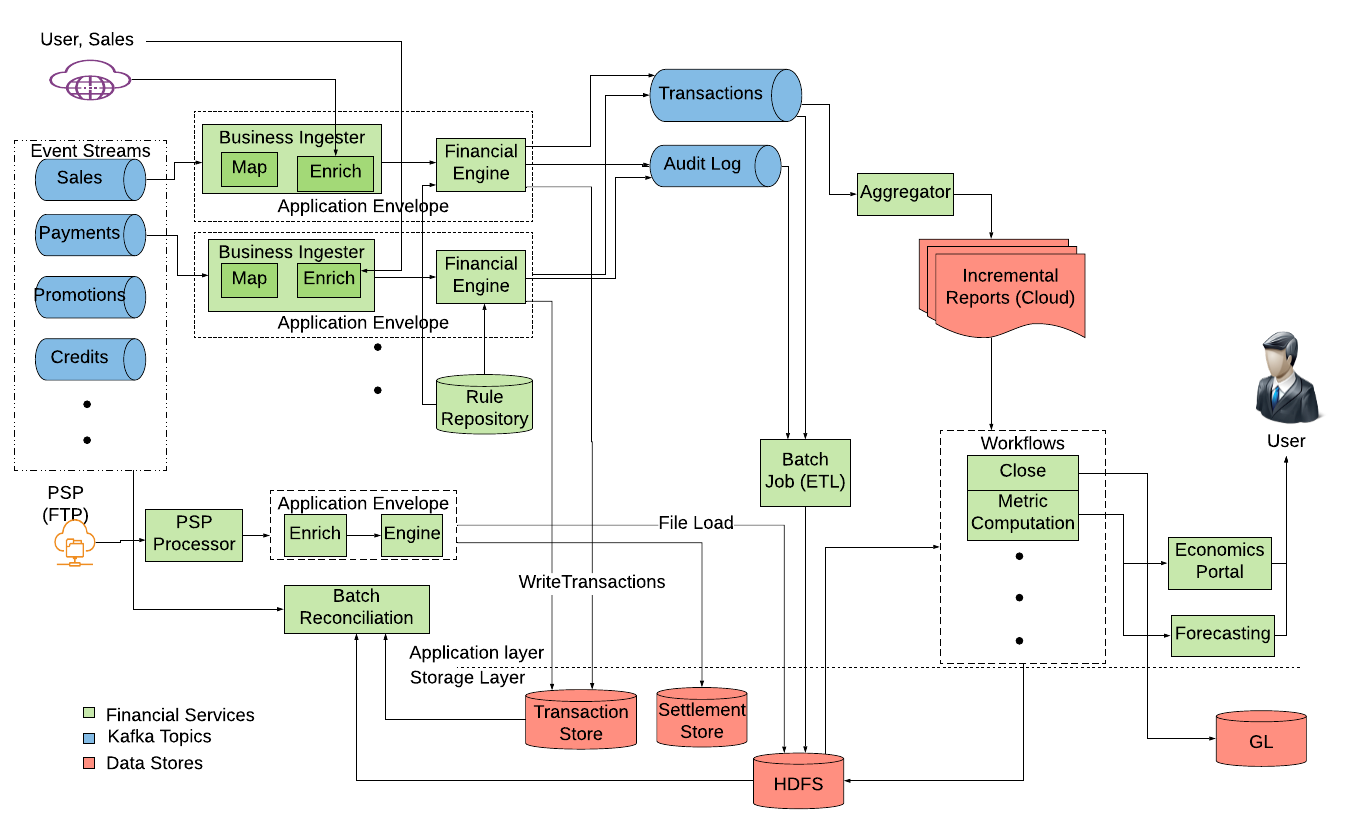 User, Sales
Event Streams
Sales
Payments
Promotions
Credits
Business Ingester
Map
Enrich
Application Envelope
Financial
Engine
Business Ingester
Map
Enrich
Application Envelope
Financial
Engine
Rule
Repository
Transactions
Audit Log
Aggregator
Incremental
Reports (Cloud)
User
Batch
Job (ETL)
Workflows
Close
Metric
Computation
Economics
Portal
Forecasting
PSP
(FTP)
PSP
Processor
Application Envelope
Enrich
Engine
File Load
WriteTransactions
Batch
Reconciliation
Application layer
Storage Layer
Transaction
Store
Settlement
Store
HDFS
GL
Financial Services
Kafka Topics
Data Stores